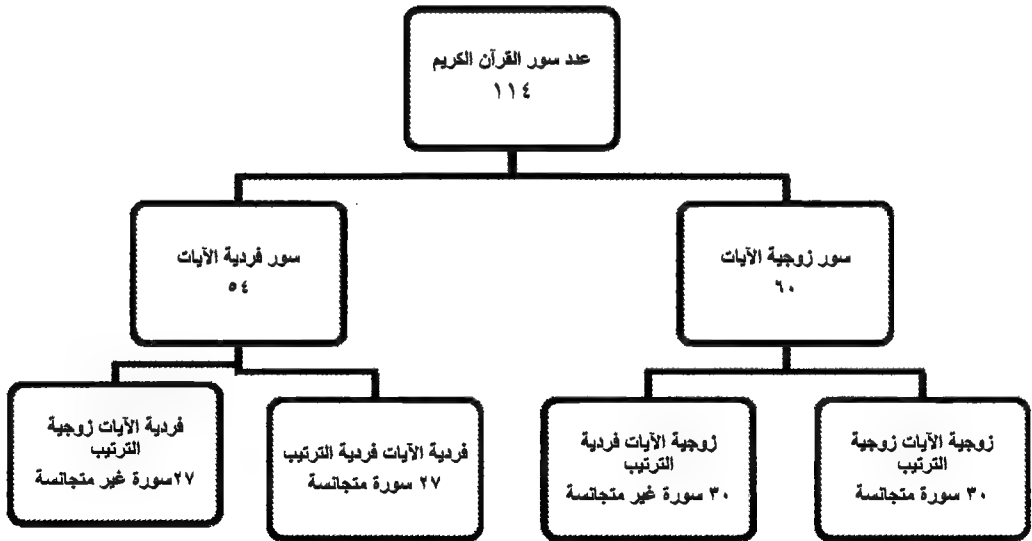 عدد سور القرآن الكريم
١١٤
سور زوجية الآيات
٦٠
سور فردية الآيات
٥٤
زوجية الآيات زوجية
الترتيب
٣٠ سورة متجانسة
زوجية الآيات فردية
الترتيب
٣٠ سورة غير متجانسة
فردية الآيات فردية الترتيب
٢٧ سورة متجانسة
فردية الآيات زوجية
الترتيب
٢٧سورة غير متجانسة